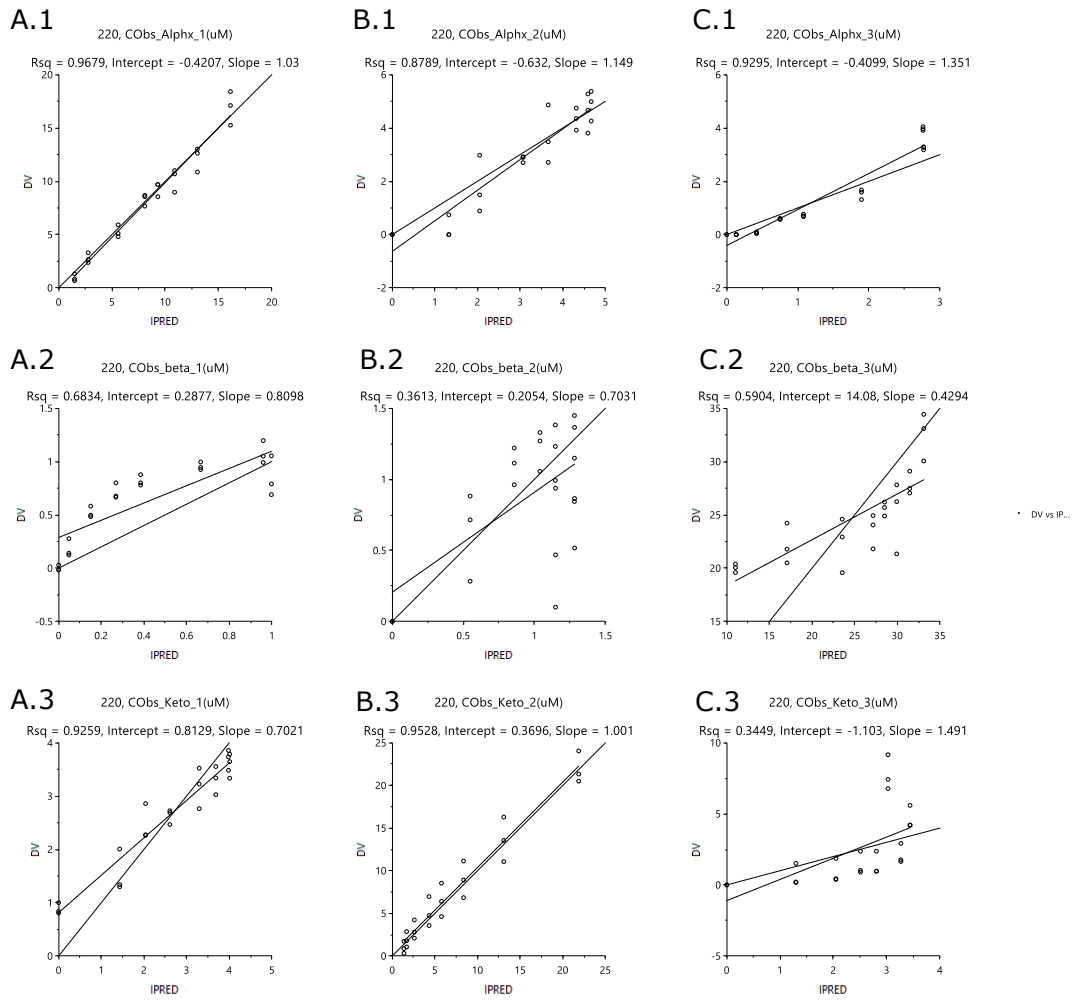 A.1
220, CObs_Alphx_1(uM)
Rsq = 0.9679, Intercept = -0.4207, Slope = 1.03
20
15
10
5
0
DV
0
5
10
15
20
IPRED
B.1
220, CObs_Alphx_2(uM)
Rsq = 0.8789, Intercept = -0.632, Slope = 1.149
6
4
2
0
-2
DV
0
1
2
3
4
5
IPRED
C.1
220, CObs_Alphx_3(uM)
Rsq = 0.9295, Intercept = -0.4099, Slope = 1.351
6
4
2
0
-2
DV
0
1
2
3
IPRED
A.2
220, CObs_beta_1(uM)
Rsq = 0.6834, Intercept = 0.2877, Slope = 0.8098
1.5
1
0.5
0
-0.5
DV
0
0.2
0.4
0.6
0.8
1
IPRED
B.2
220, CObs_beta_2(uM)
Rsq = 0.3613, Intercept = 0.2054, Slope = 0.7031
1.5
1
0.5
0
DV
0
0.5
1
1.5
IPRED
C.2
220, CObs_beta_3(uM)
Rsq = 0.5904, Intercept = 14.08, Slope = 0.4294
35
30
25
20
15
DV
10
15
20
25
30
35
IPRED
DV vs IP...
A.3
220, CObs_Keto_1(uM)
Rsq = 0.9259, Intercept = 0.8129, Slope = 0.7021
4
3
2
1
0
DV
0
1
2
3
4
5
IPRED
B.3
220, CObs_Keto_2(uM)
Rsq = 0.9528, Intercept = 0.3696, Slope = 1.001
25
20
15
10
5
0
DV
0
5
10
15
20
25
IPRED
C.3
220, CObs_Keto_3(uM)
Rsq = 0.3449, Intercept = -1.103, Slope = 1.491
10
5
0
-5
DV
0
1
2
3
4
IPRED